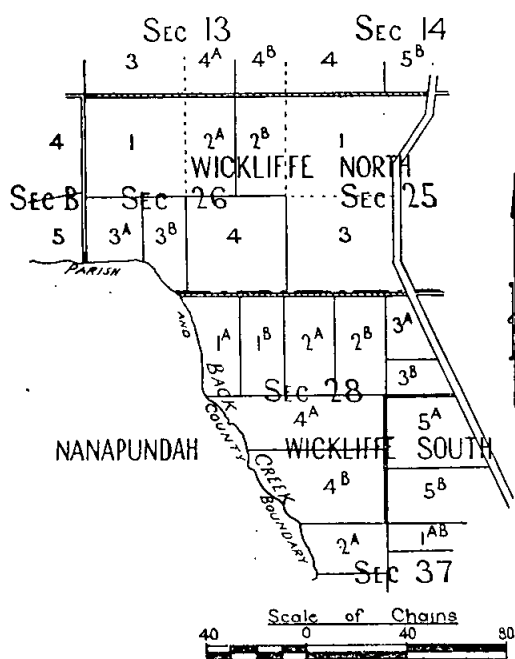 SEC 13 SEC 14
3 4A 4B 4 5B
4 1 2A 2B 1
WICKLIFFE NORTH
SEC B SEC 26 SEC 25
5 3A 3B 4 3
PARISH AND COUNTY BOUNDARY
BACK CREEK
1A 1B 2A 2B 3A
3B
SEC 28
4A 5A
NANAPUNDAH WICKLIFFE SOUTH
4B 5B
2A 1AB
SEC 37
Scale of Chains
40 0 40 80